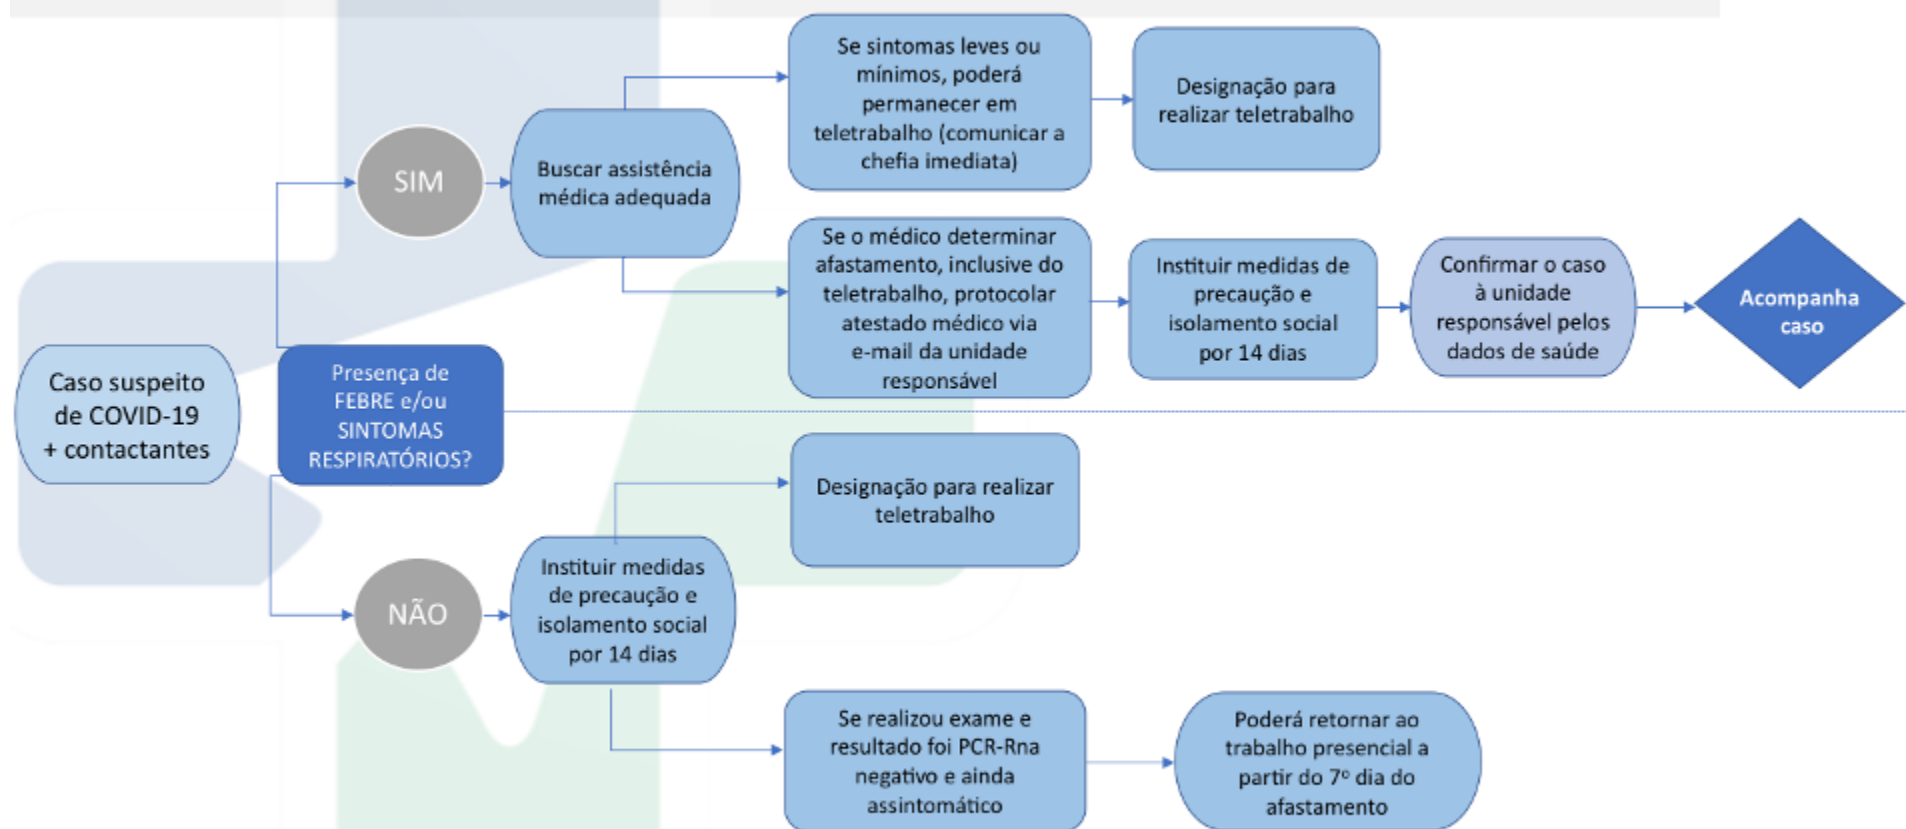 Caso suspeito
de COVID-19
+ contactantes
Presença de
FEBRE e/ou
SINTOMAS
RESPIRATÓRIOS?
SIM
Buscar assistência
médica adequada
Se sintomas leves ou
mínimos, poderá
permanecer em
teletrabalho (comunicar a
chefia imediata)
Designação para
realizar teletrabalho
Se o médico determinar
afastamento, inclusive do
teletrabalho, protocolar
atestado médico via
e-mail da unidade
responsável
Instituir medidas de
precaução e
isolamento social
por 14 dias
Confirmar o caso
à unidade
responsável pelos
dados de saúde
Acompanha
caso
NÃO
Instituir medidas
de precaução e
isolamento social
por 14 dias
Designação para realizar
teletrabalho
Se realizou exame e
resultado foi PCR-Rna
negativo e ainda
assintomático
Poderá retornar ao
trabalho presencial a
partir do 7º dia do
afastamento